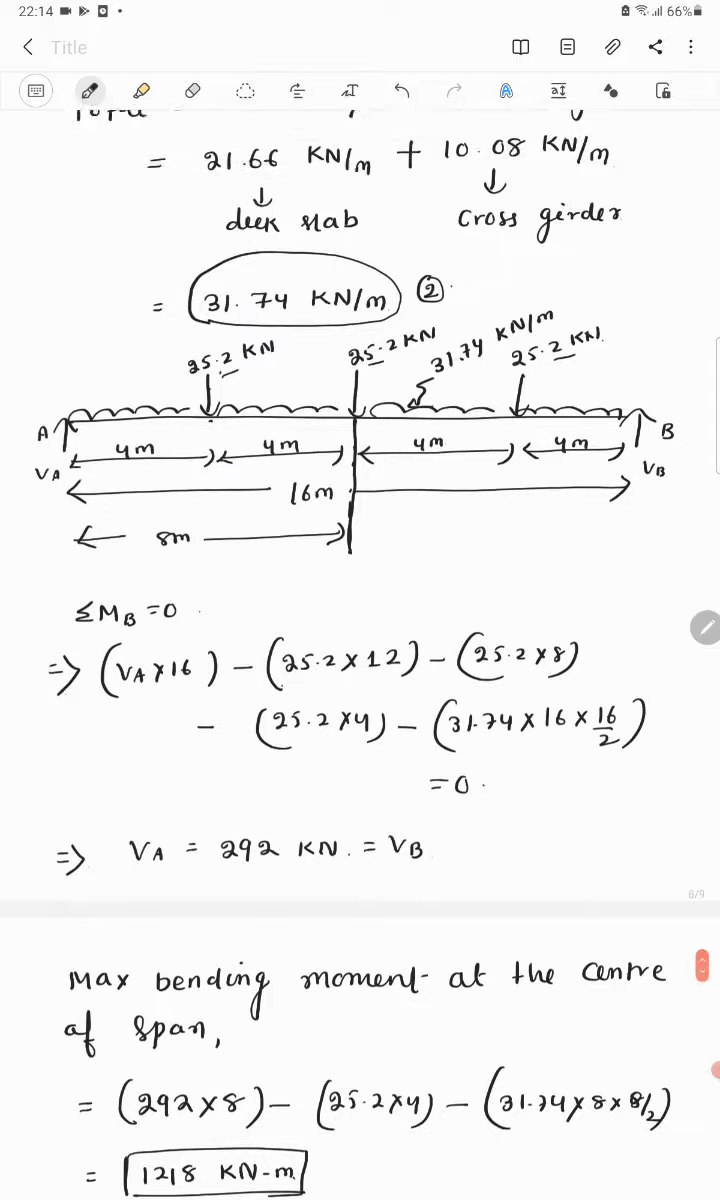 22:14
66%
Title
= 21.66 KN/m + 10.08 KN/m
↓ ↓
deck slab cross girder
= 31.74 KN/m ②
25.2 KN 25.2 KN 31.74 KN/m 25.2 KN
A B
4m 4m 4m 4m
VA VB
16m
8m
ΣMB = 0
=> (VA x 16) - (25.2 x 12) - (25.2 x 8)
- (25.2 x 4) - (31.74 x 16 x 16/2)
= 0.
=> VA = 292 KN. = VB
8/9
Max bending moment at the centre
of span,
= (292 x 8) - (25.2 x 4) - (31.74 x 8 x 8/2)
= 1218 KN-m